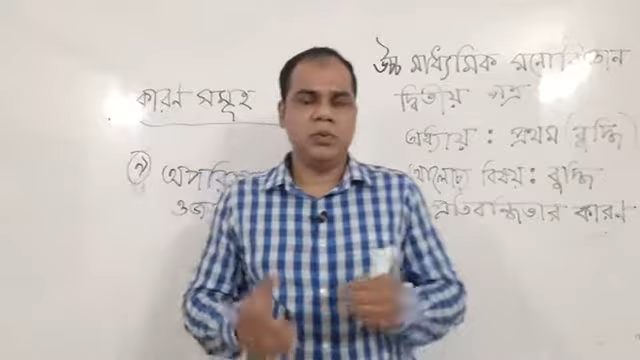 কারণ সমূহ
উচ্চ মাধ্যমিক মনোবিজ্ঞান
দ্বিতীয় পত্র
অধ্যায় : প্রথম (বুদ্ধি)
আলোচ্য বিষয় : বুদ্ধি
প্রতিবন্ধিতার কারণ